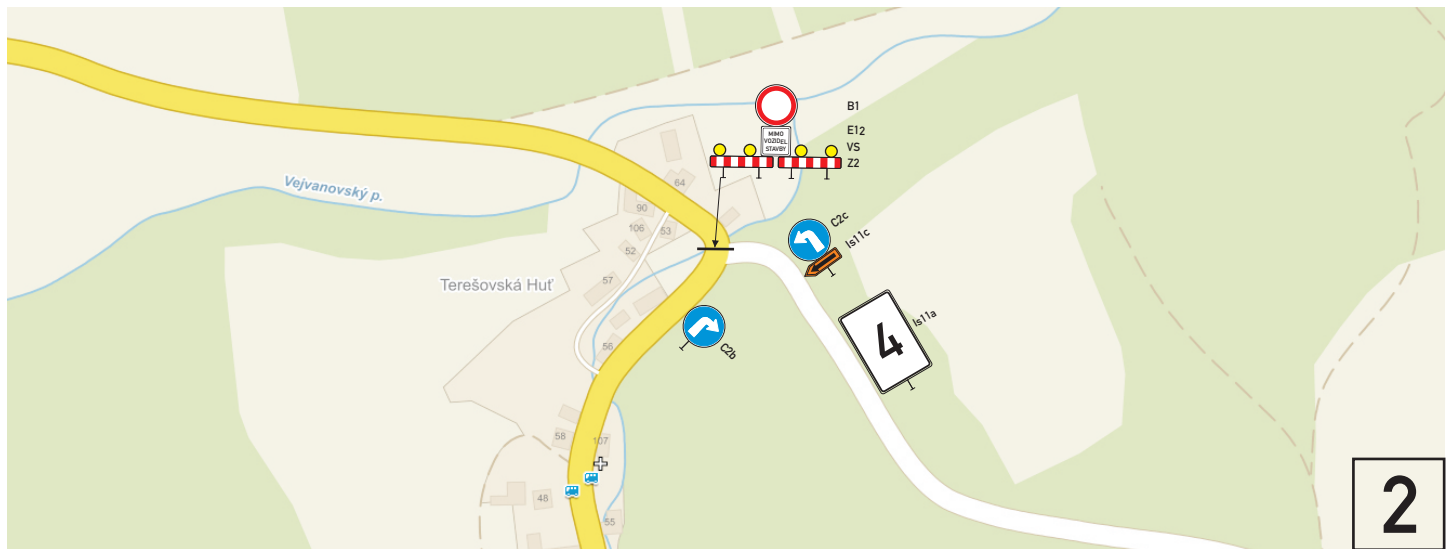 B1
MIMO
VOZIDEL
STAVBY
E12
VS
Z2
Vejvanovský p.
64
90
106
53
52
57
C2c
Is11c
Terešovská Huť
4
Is11a
56
C2b
58
107
48
55
2